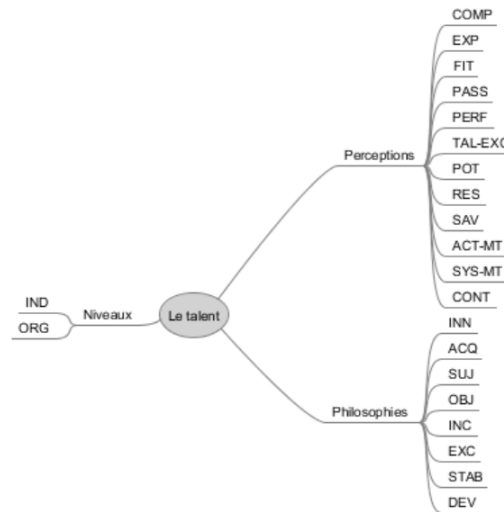 COMP
EXP
FIT
PASS
PERF
Perceptions
TAL-EXC
POT
RES
SAV
ACT-MT
SYS-MT
CONT
IND
Niveaux
Le talent
ORG
INN
ACQ
SUJ
OBJ
Philosophies
INC
EXC
STAB
DEV